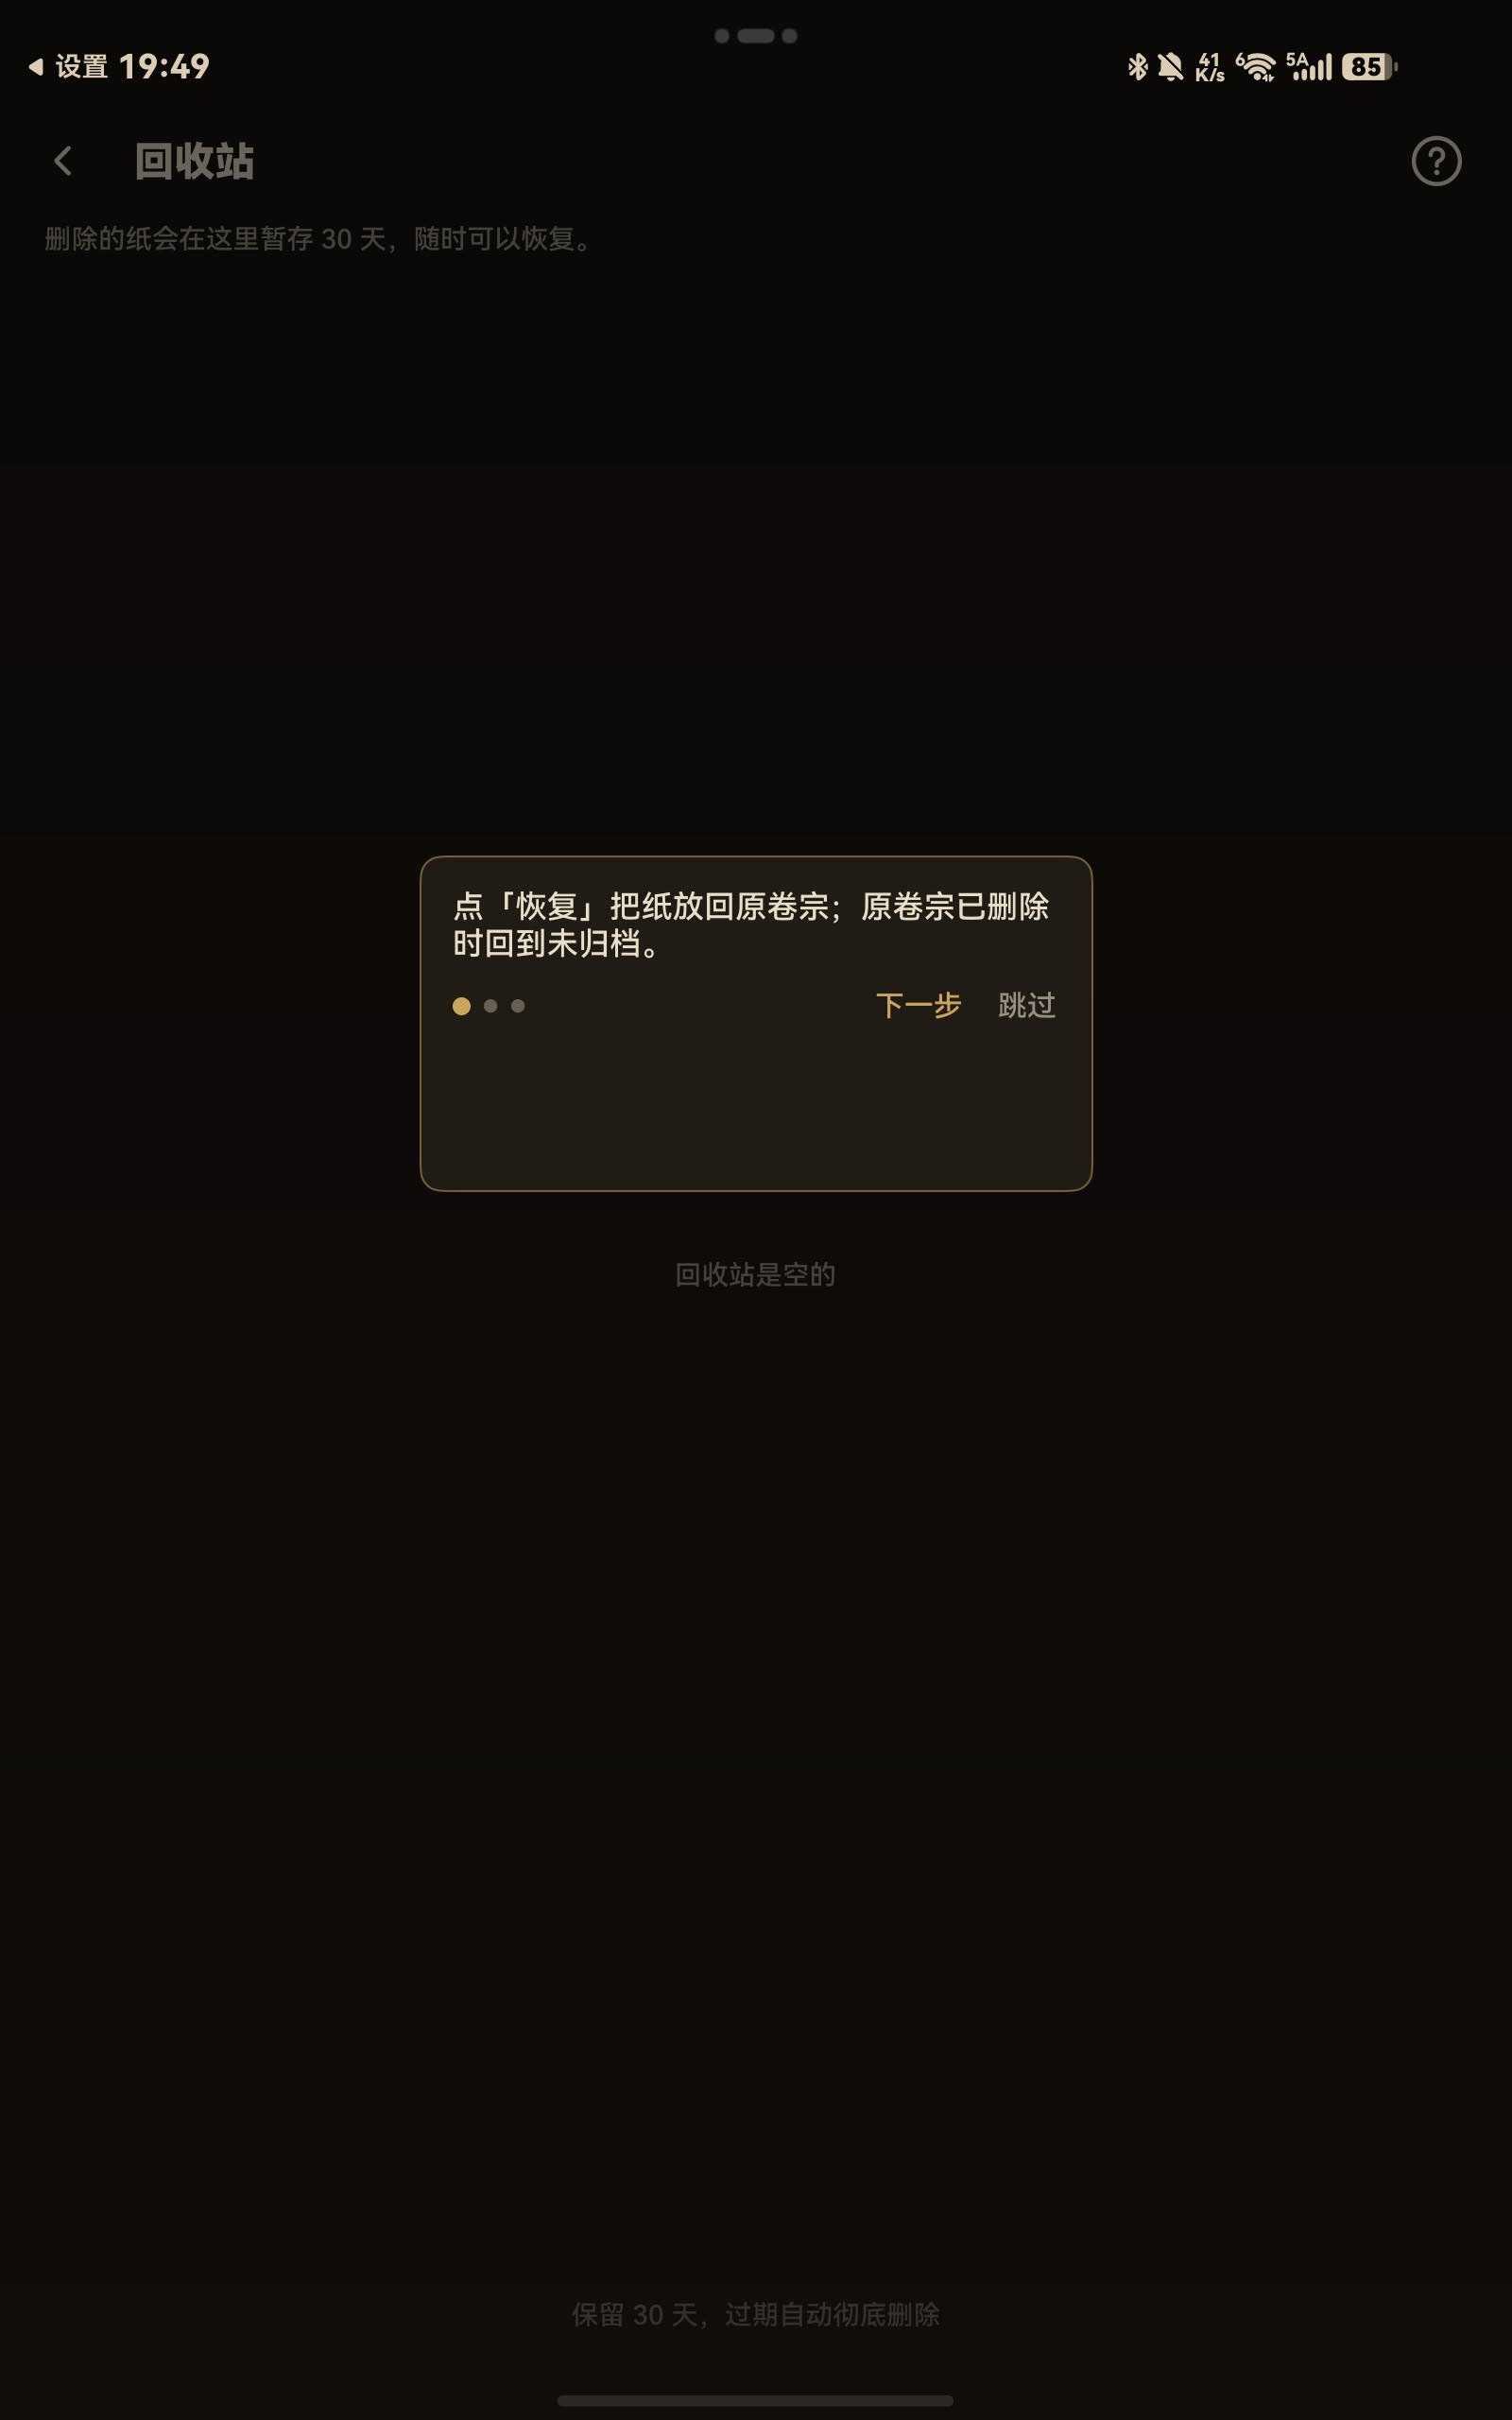 设置 19:49 41 K/s 6 5A 85
回收站
删除的纸会在这里暂存 30 天，随时可以恢复。
点「恢复」把纸放回原卷宗；原卷宗已删除
时回到未归档。
下一步 跳过
回收站是空的
保留 30 天，过期自动彻底删除